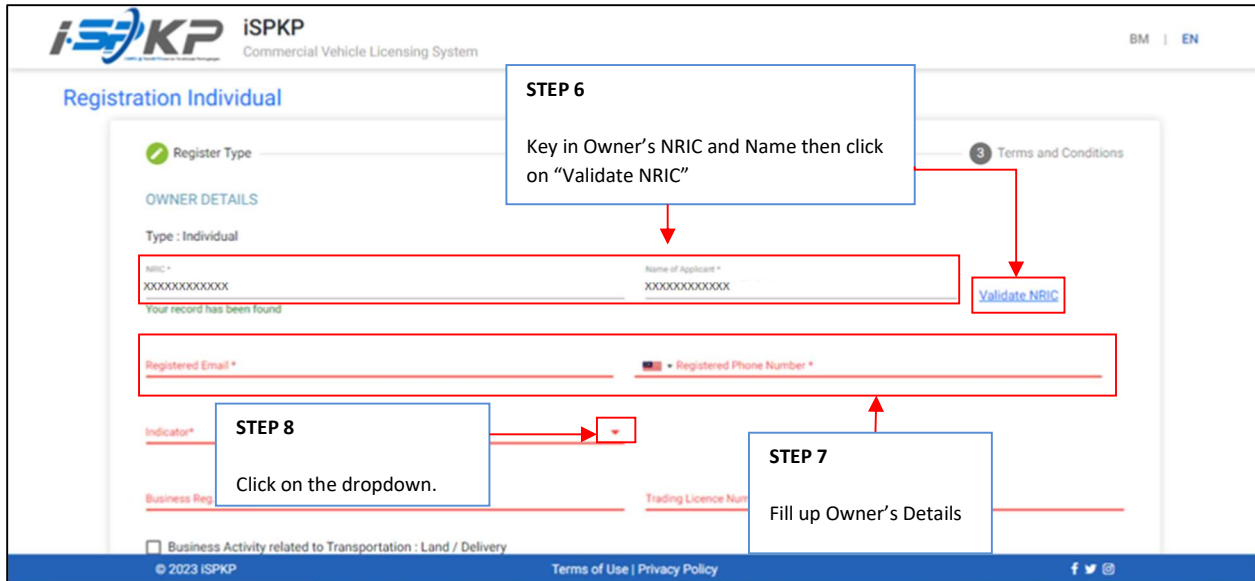 iSPKP
iSPKP
Commercial Vehicle Licensing System
BM | EN
Registration Individual
STEP 6
Key in Owner’s NRIC and Name then click
on “Validate NRIC”
Register Type
3 Terms and Conditions
OWNER DETAILS
Type : Individual
NRIC *
XXXXXXXXXXXX
Name of Applicant *
XXXXXXXXXXXX
Validate NRIC
Your record has been found
Registered Email *
Registered Phone Number *
Indicator*
STEP 8
Click on the dropdown.
STEP 7
Fill up Owner’s Details
Business Reg.
Trading Licence Num
Business Activity related to Transportation : Land / Delivery
© 2023 iSPKP
Terms of Use | Privacy Policy